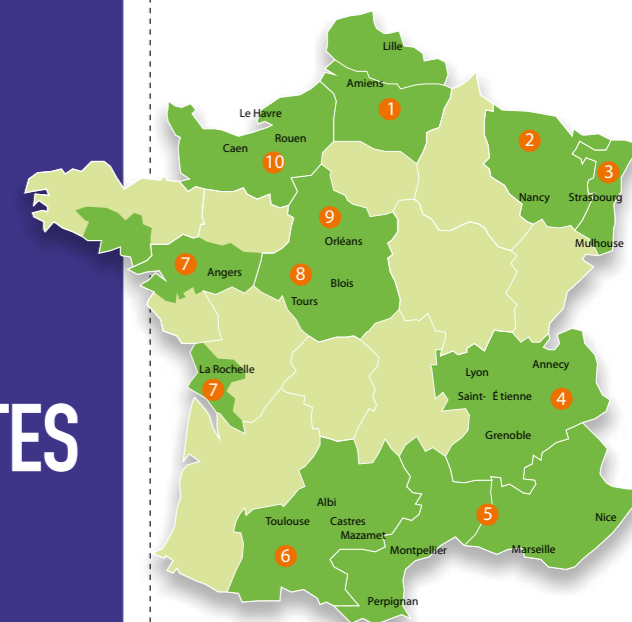 Lille
Amiens
1
Le Havre
Rouen
Caen
10
2
3
Nancy
Strasbourg
Mulhouse
9
Orléans
7
Angers
8
Blois
Tours
La Rochelle
7
Annecy
Lyon
Saint- Étienne
4
Grenoble
TES
Albi
Toulouse
Castres
Mazamet
5
Nice
6
Montpellier
Marseille
Perpignan